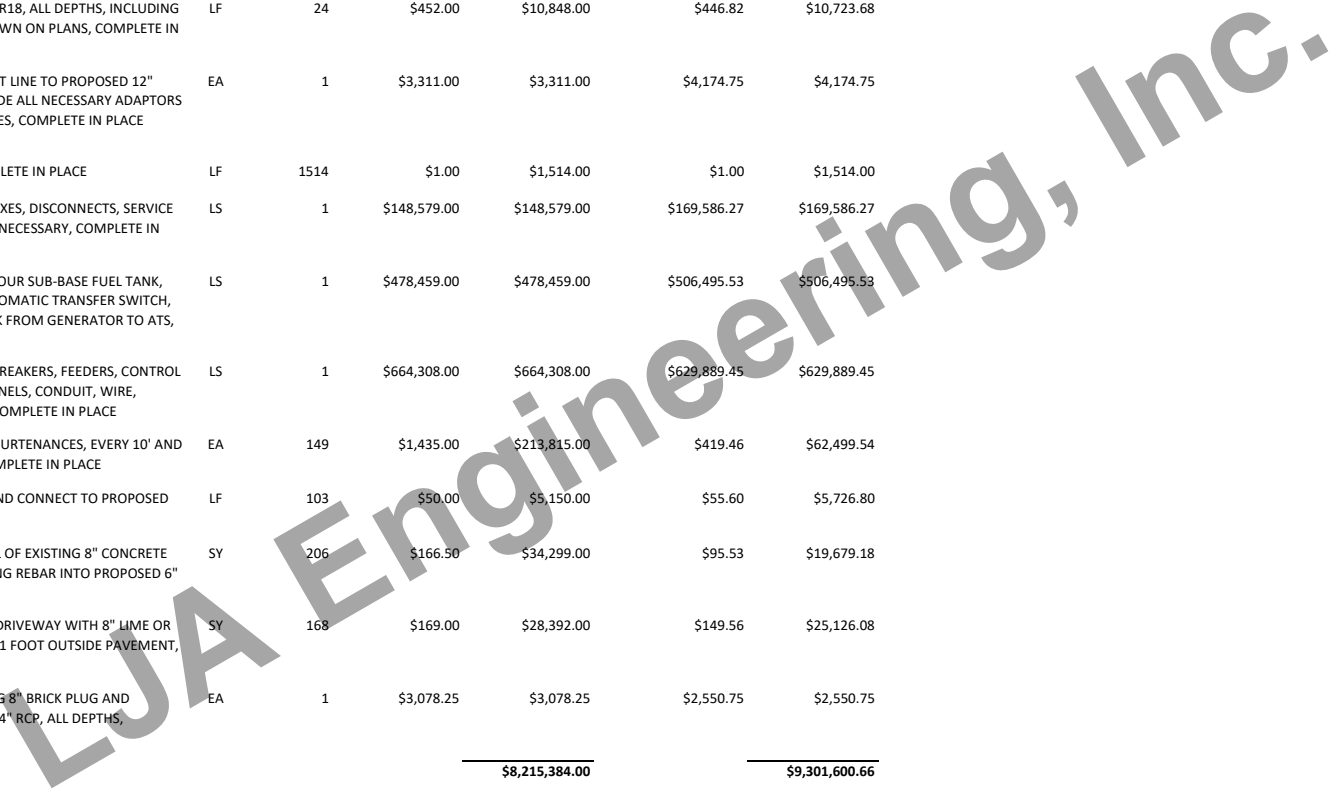 R18, ALL DEPTHS, INCLUDING LF 24 $452.00 $10,848.00 $446.82 $10,723.68
WN ON PLANS, COMPLETE IN
T LINE TO PROPOSED 12" EA 1 $3,311.00 $3,311.00 $4,174.75 $4,174.75
DE ALL NECESSARY ADAPTORS
ES, COMPLETE IN PLACE
LETE IN PLACE LF 1514 $1.00 $1,514.00 $1.00 $1,514.00
XES, DISCONNECTS, SERVICE LS 1 $148,579.00 $148,579.00 $169,586.27 $169,586.27
NECESSARY, COMPLETE IN
OUR SUB-BASE FUEL TANK, LS 1 $478,459.00 $478,459.00 $506,495.53 $506,495.53
OMATIC TRANSFER SWITCH,
K FROM GENERATOR TO ATS,
REAKERS, FEEDERS, CONTROL LS 1 $664,308.00 $664,308.00 $629,889.45 $629,889.45
NELS, CONDUIT, WIRE,
OMPLETE IN PLACE
URTENANCES, EVERY 10' AND EA 149 $1,435.00 $213,815.00 $419.46 $62,499.54
MPLETE IN PLACE
ND CONNECT TO PROPOSED LF 103 $50.00 $5,150.00 $55.60 $5,726.80
L OF EXISTING 8" CONCRETE SY 206 $166.50 $34,299.00 $95.53 $19,679.18
NG REBAR INTO PROPOSED 6"
DRIVEWAY WITH 8" LIME OR SY 168 $169.00 $28,392.00 $149.56 $25,126.08
1 FOOT OUTSIDE PAVEMENT,
G 8" BRICK PLUG AND EA 1 $3,078.25 $3,078.25 $2,550.75 $2,550.75
4" RCP, ALL DEPTHS,
$8,215,384.00 $9,301,600.66
LJA Engineering, Inc.